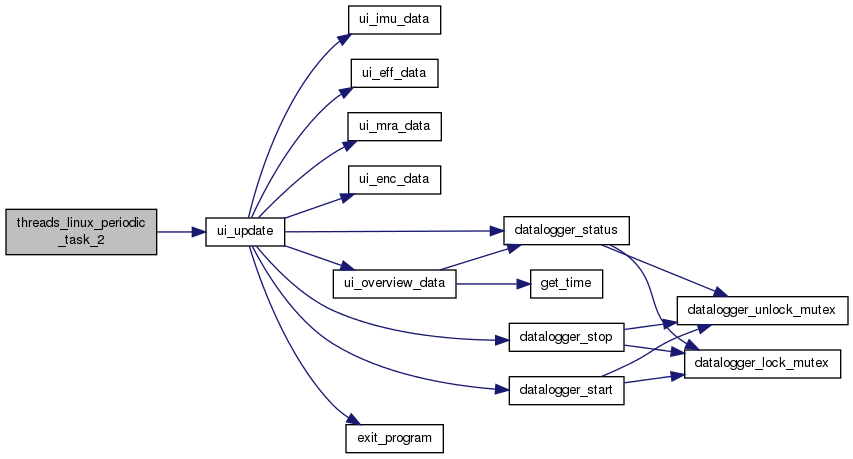 ui_imu_data
ui_eff_data
ui_mra_data
ui_enc_data
threads_linux_periodic
_task_2
ui_update
datalogger_status
ui_overview_data
get_time
datalogger_unlock_mutex
datalogger_stop
datalogger_lock_mutex
datalogger_start
exit_program